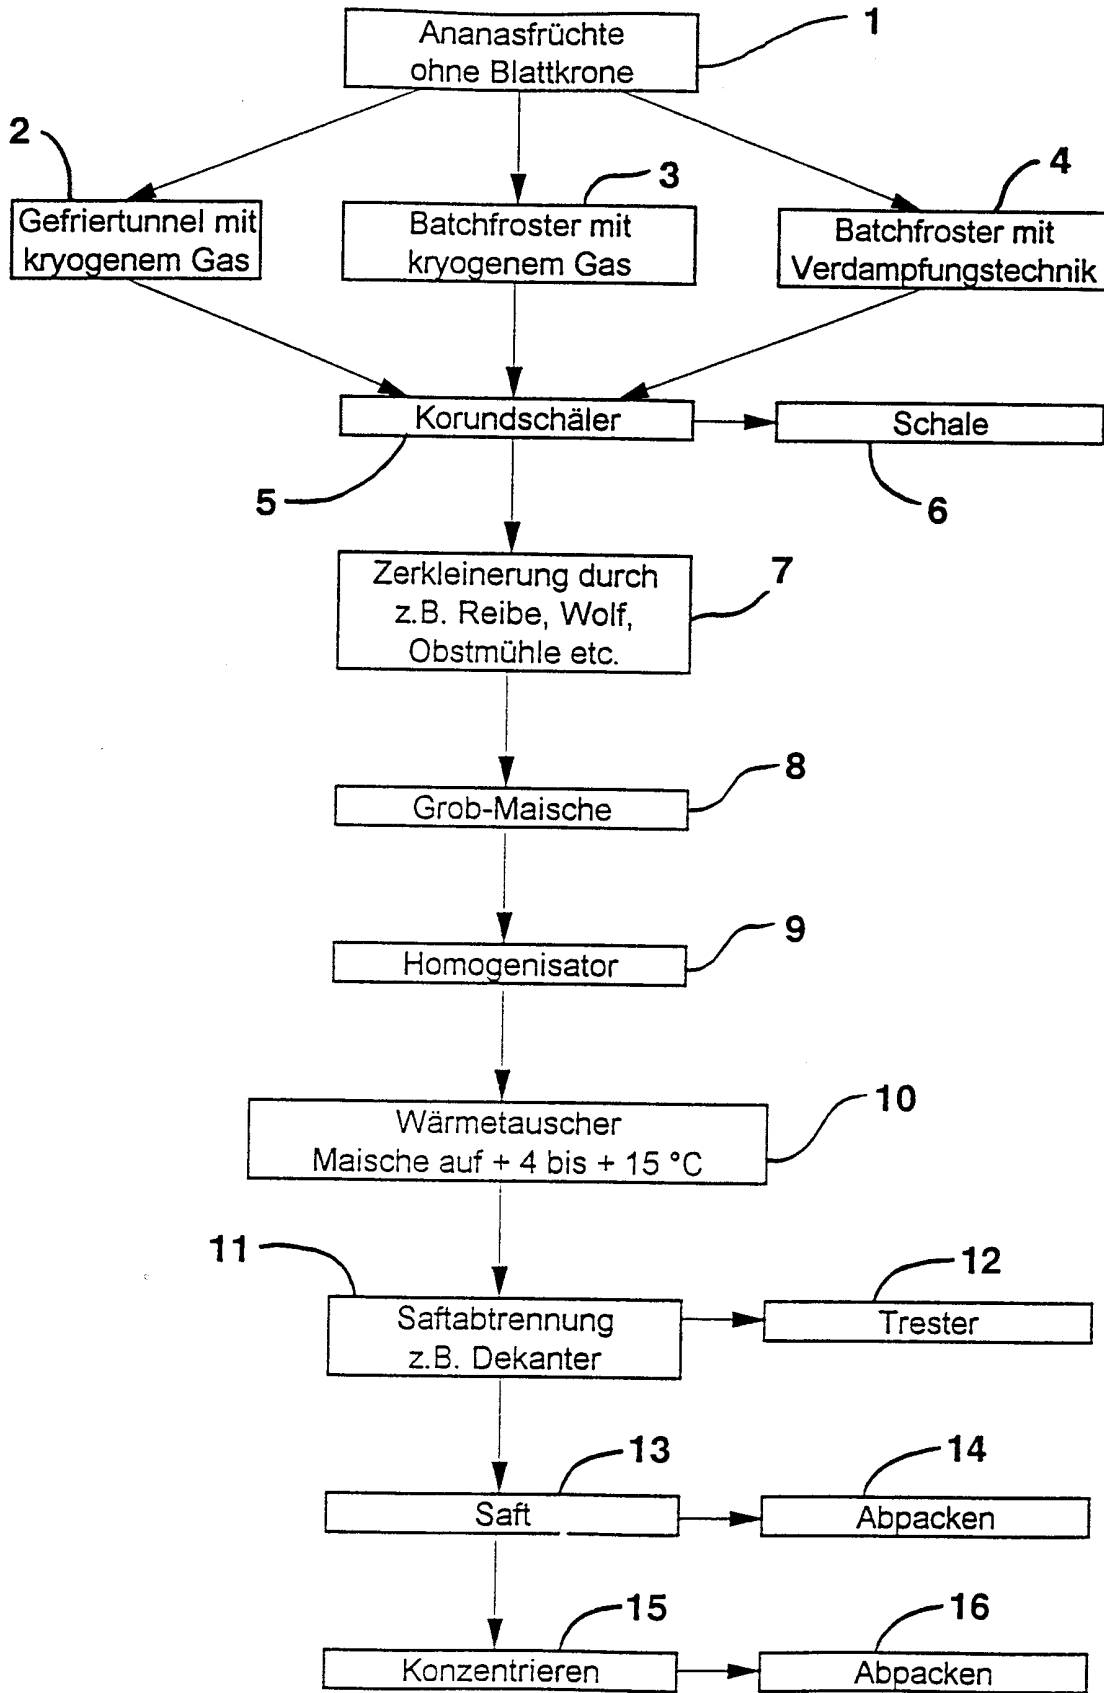 Ananasfrüchte
ohne Blattkrone
1
2
3
4
Gefriertunnel mit
kryogenem Gas
Batchfroster mit
kryogenem Gas
Batchfroster mit
Verdampfungstechnik
Korundschäler
Schale
5
6
Zerkleinerung durch
z.B. Reibe, Wolf,
Obstmühle etc.
7
8
Grob-Maische
9
Homogenisator
10
Wärmetauscher
Maische auf + 4 bis + 15 °C
11
12
Saftabtrennung
z.B. Dekanter
Trester
13
14
Saft
Abpacken
15
16
Konzentrieren
Abpacken